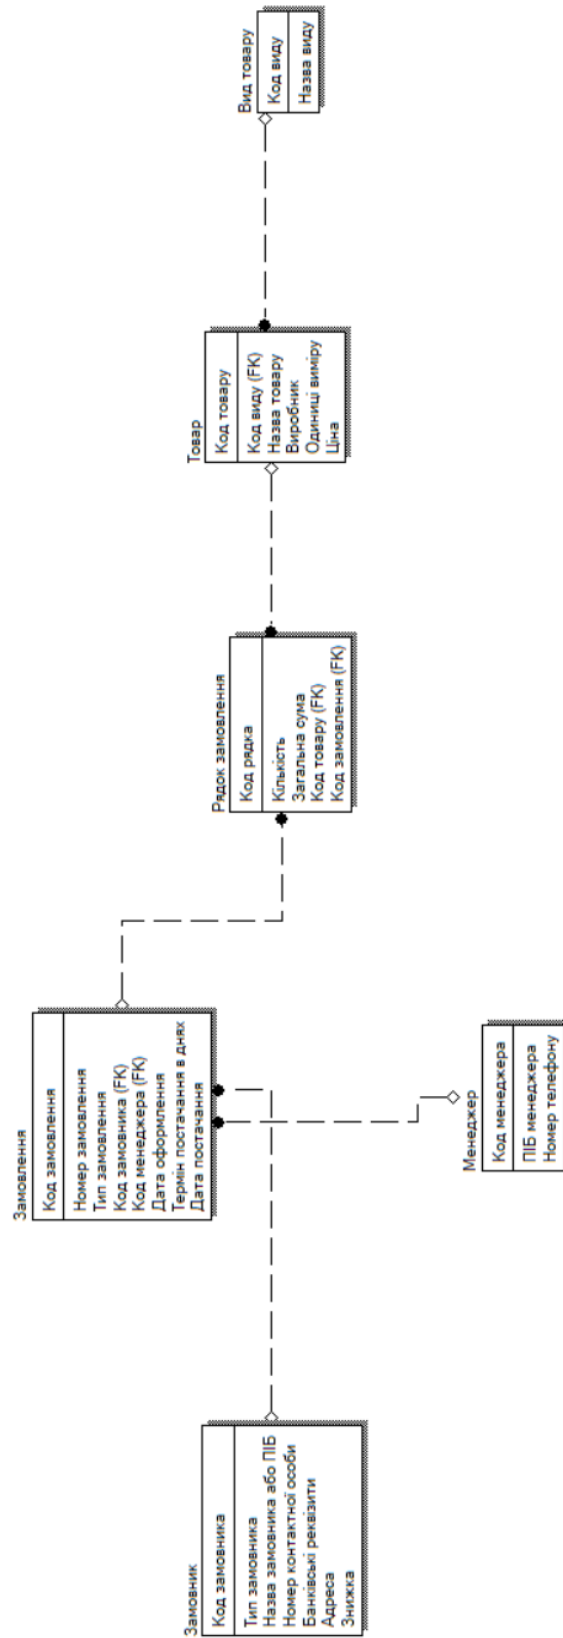 Замовник
Код замовника
Тип замовника
Назва замовника або ПІБ
Номер контактної особи
Банківські реквізити
Адреса
Знижка
Замовлення
Код замовлення
Номер замовлення
Тип замовлення
Код замовника (FK)
Код менеджера (FK)
Дата оформлення
Термін постачання в днях
Дата постачання
Менеджер
Код менеджера
ПІБ менеджера
Номер телефону
Рядок замовлення
Код рядка
Кількість
Загальна сума
Код товару (FK)
Код замовлення (FK)
Товар
Код товару
Код виду (FK)
Назва товару
Виробник
Одиниці виміру
Ціна
Вид товару
Код виду
Назва виду